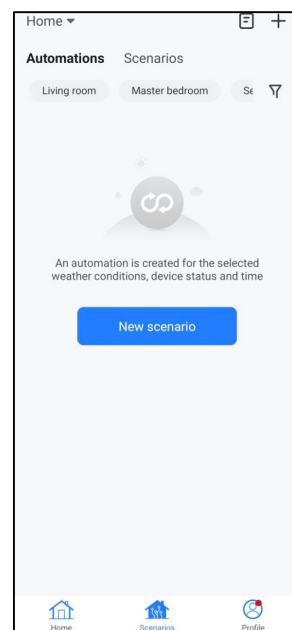 Home
Automations Scenarios
Living room Master bedroom Se
An automation is created for the selected
weather conditions, device status and time
New scenario
Home Scenarios Profile